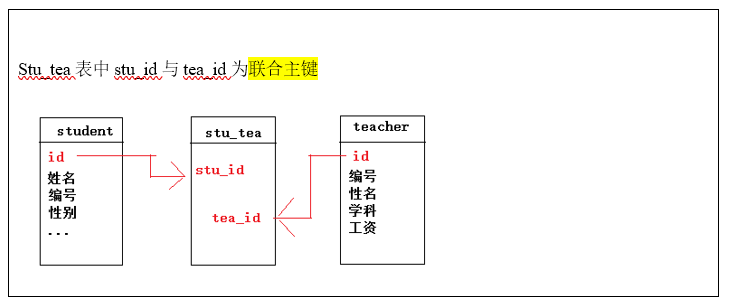 Stu_tea 表中 stu_id 与 tea_id 为联合主键
student
id
姓名
编号
性别
...
stu_tea
stu_id
tea_id
teacher
id
编号
性名
学科
工资